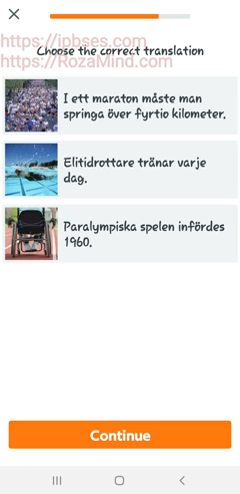 https://ipbses.com
https://RozaMind.com
Choose the correct translation
I ett maraton måste man
springa över fyrtio kilometer.
Elitidrottare tränar varje
dag.
Paralympiska spelen infördes
1960.
Continue